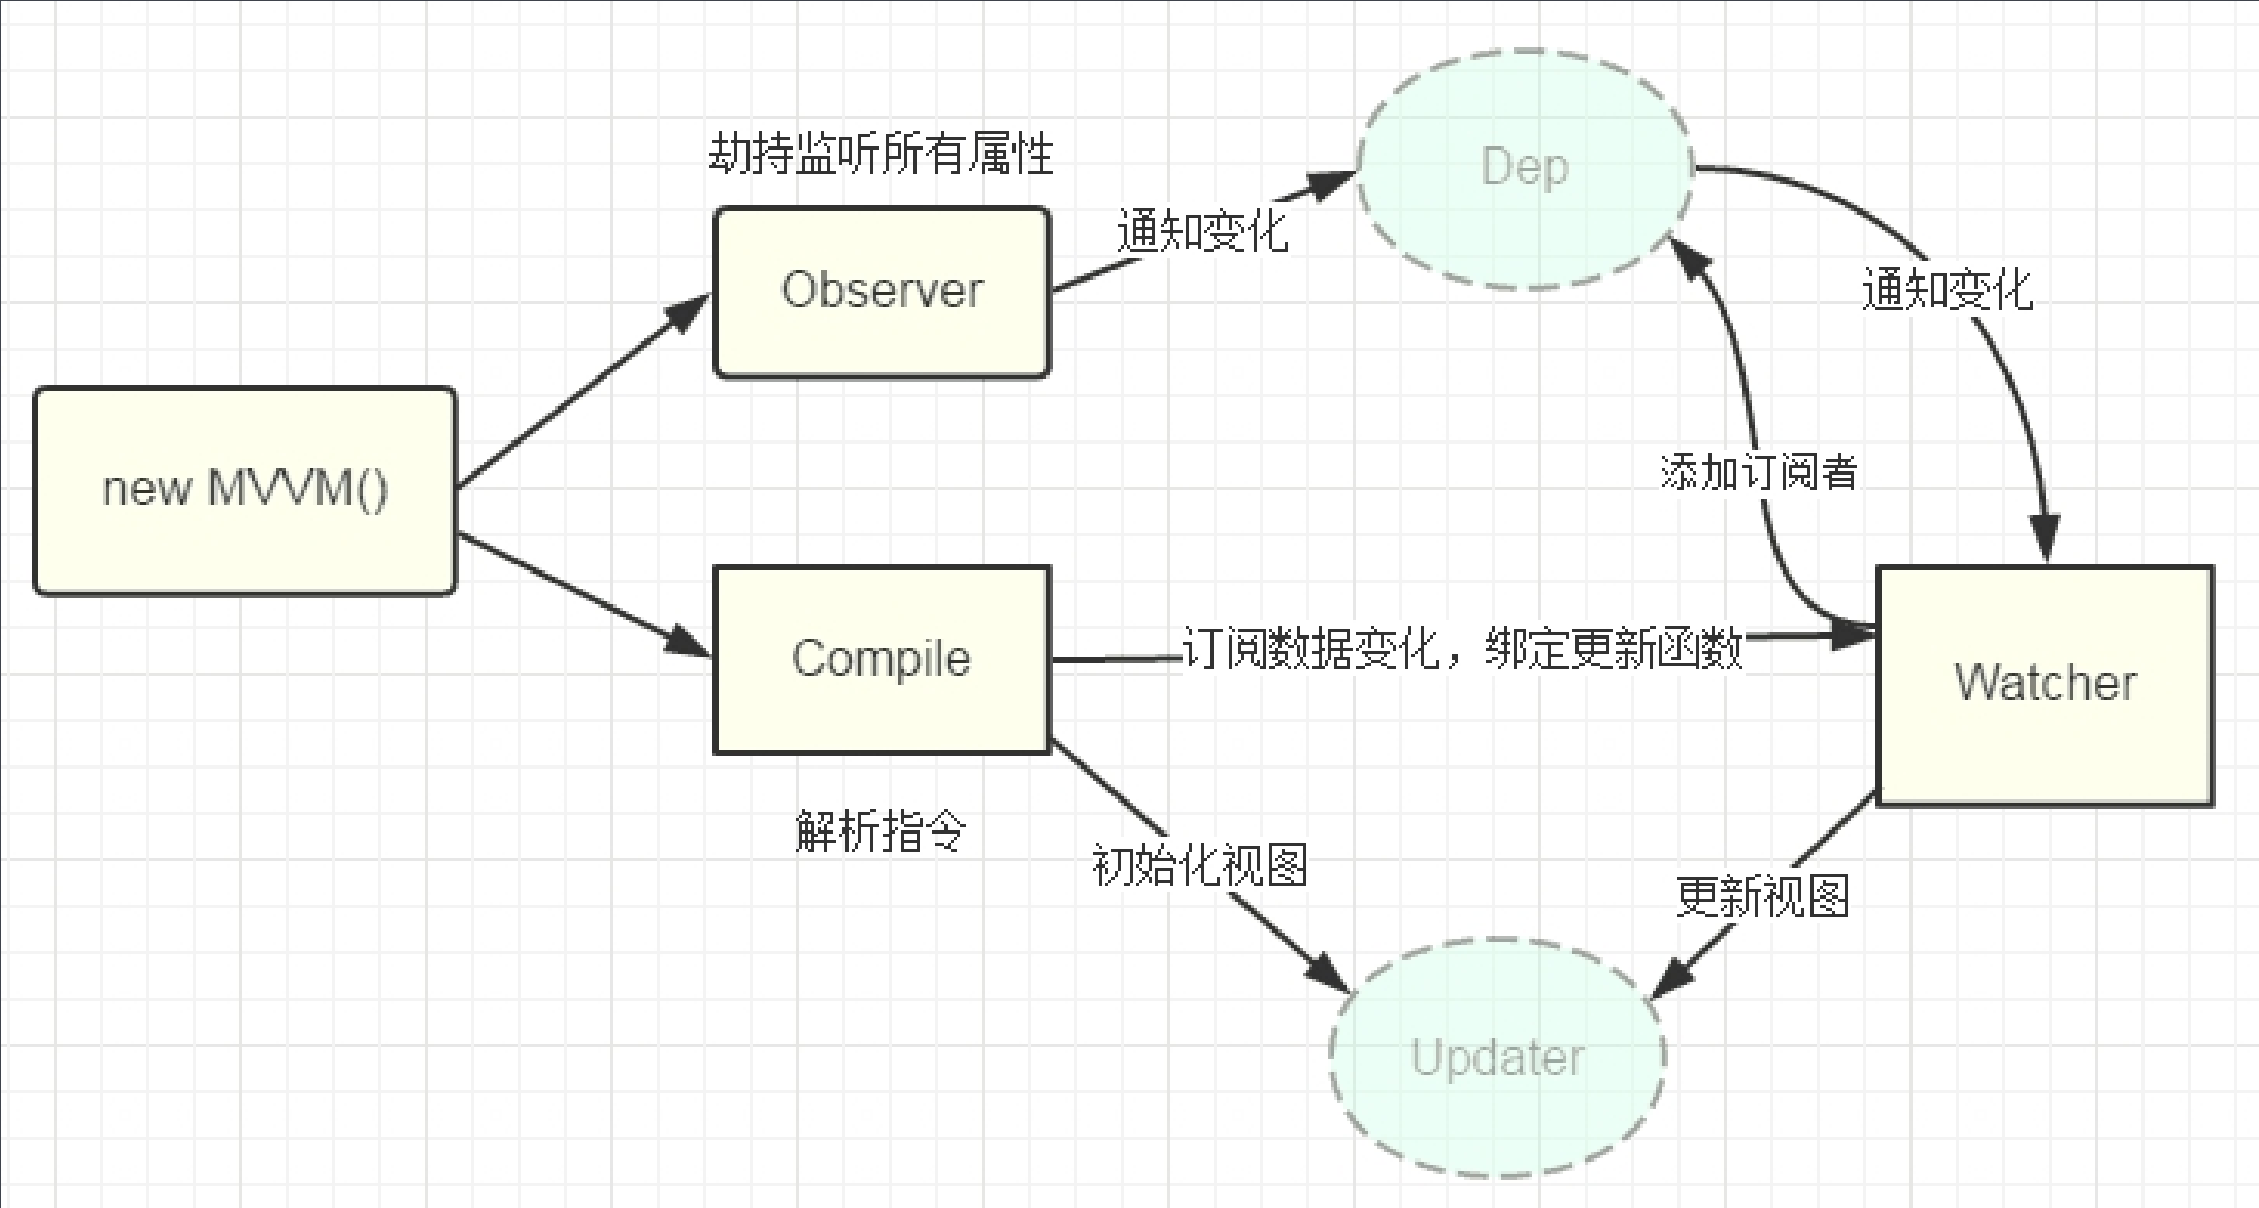 Dep
劫持监听所有属性
通知变化
Observer
通知变化
new MVVM()
添加订阅者
Compile
订阅数据变化，绑定更新函数
Watcher
解析指令
初始化视图
更新视图
Updater